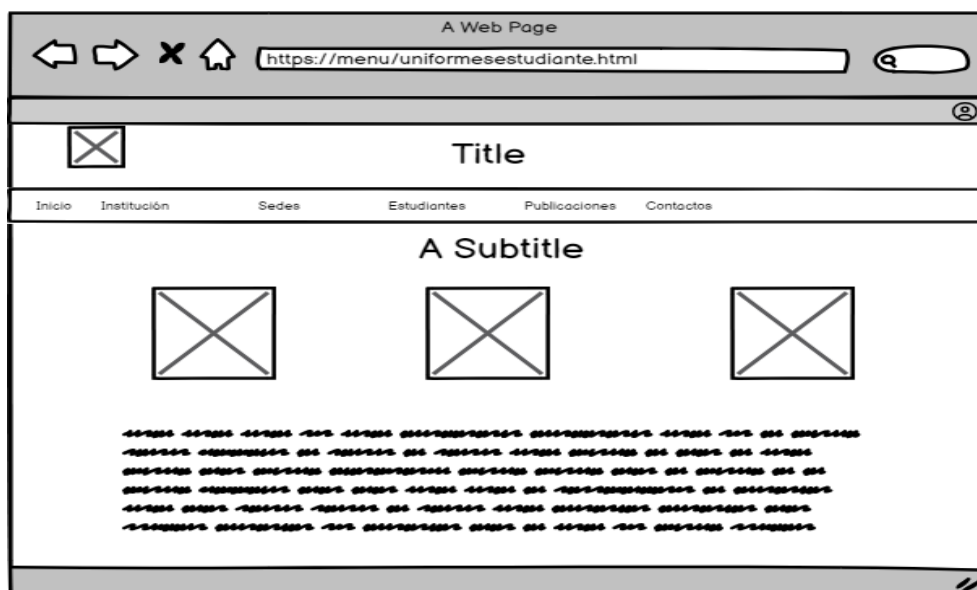 A Web Page
https://menu/uniformesestudiante.html
Title
Inicio Institución Sedes Estudiantes Publicaciones Contactos
A Subtitle